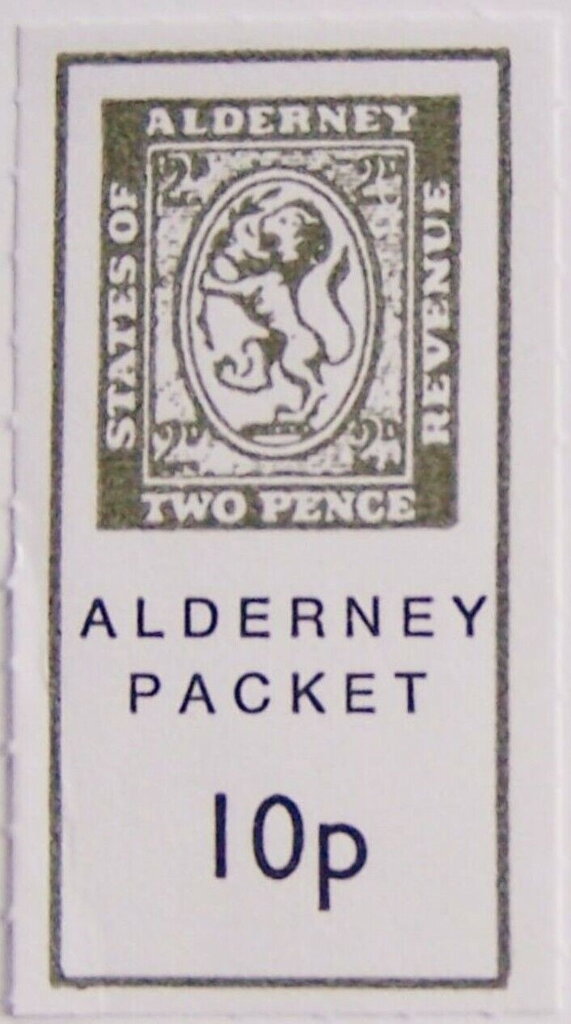 ALDERNEY
STATES OF
REVENUE
2D 2D
2D 2D
TWO PENCE
ALDERNEY
PACKET
10p